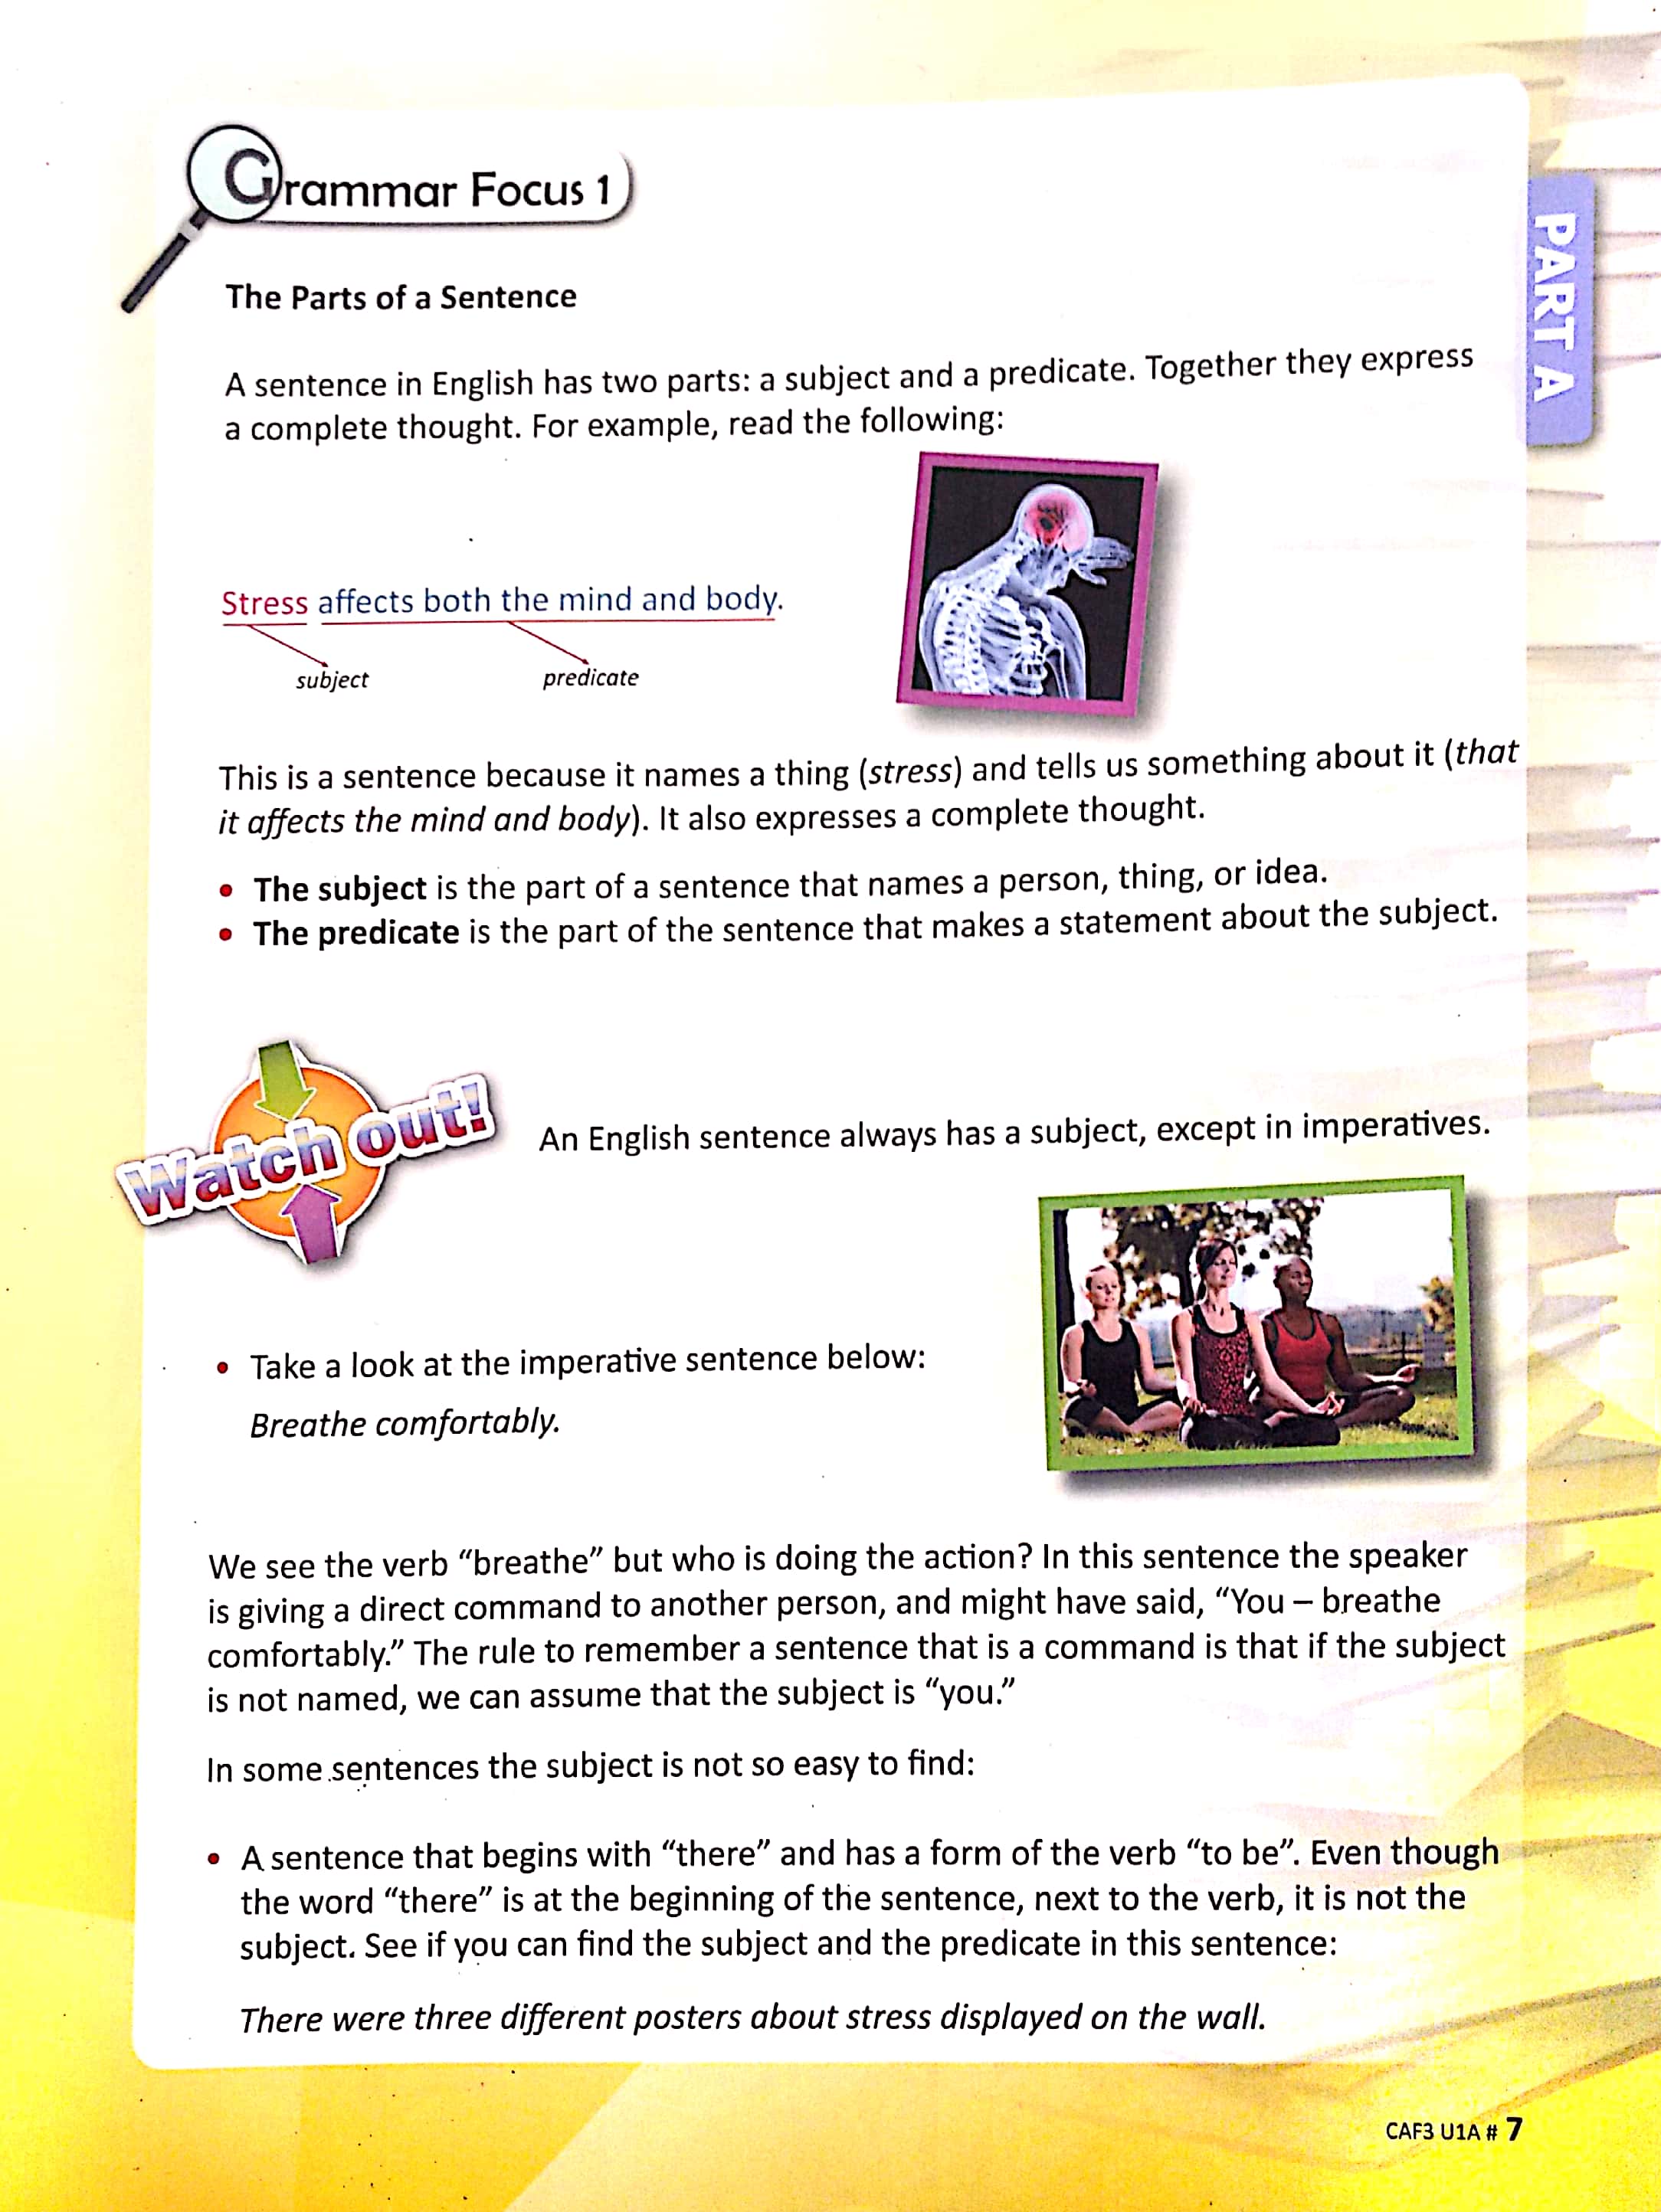 Grammar Focus 1
PART A
The Parts of a Sentence
A sentence in English has two parts: a subject and a predicate. Together they express
a complete thought. For example, read the following:
Stress affects both the mind and body.
subject predicate
This is a sentence because it names a thing (stress) and tells us something about it (that
it affects the mind and body). It also expresses a complete thought.
• The subject is the part of a sentence that names a person, thing, or idea.
• The predicate is the part of the sentence that makes a statement about the subject.
Watch out!
An English sentence always has a subject, except in imperatives.
• Take a look at the imperative sentence below:
Breathe comfortably.
We see the verb “breathe” but who is doing the action? In this sentence the speaker
is giving a direct command to another person, and might have said, “You – breathe
comfortably.” The rule to remember a sentence that is a command is that if the subject
is not named, we can assume that the subject is “you.”
In some sentences the subject is not so easy to find:
• A sentence that begins with “there” and has a form of the verb “to be”. Even though
the word “there” is at the beginning of the sentence, next to the verb, it is not the
subject. See if you can find the subject and the predicate in this sentence:
There were three different posters about stress displayed on the wall.
CAF3 U1A # 7